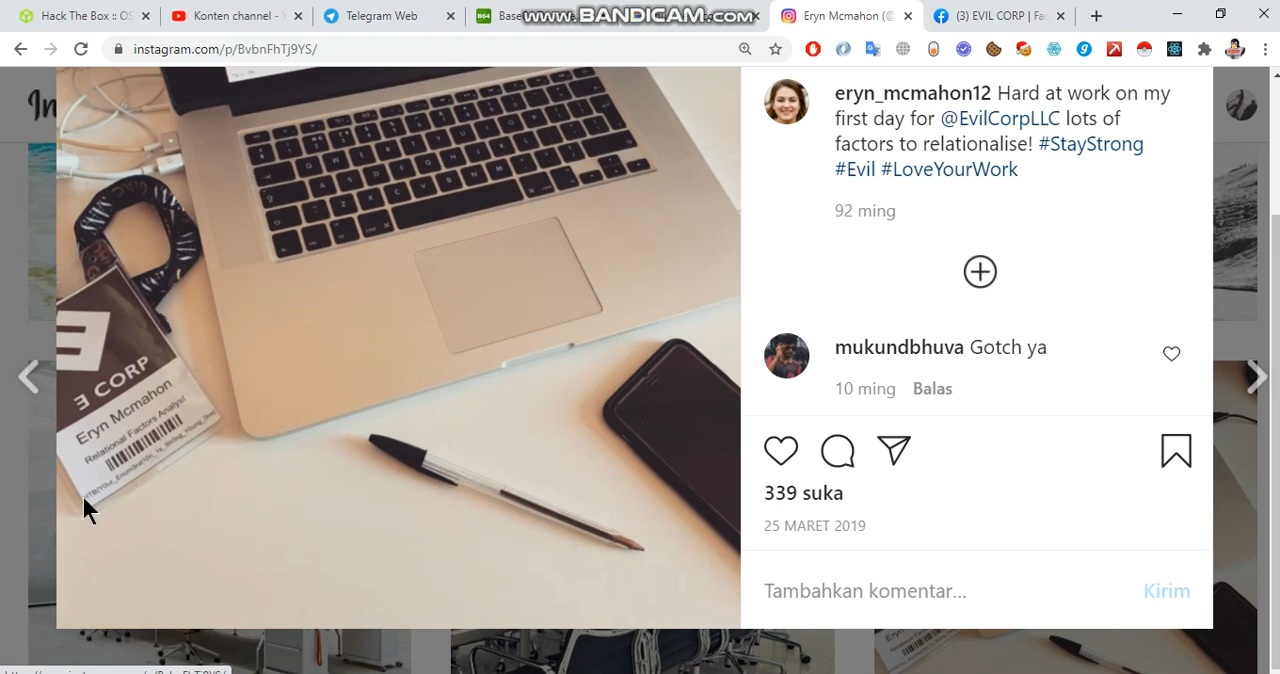 Hack The Box :: OS
Konten channel -
Telegram Web
Base
www.BANDICAM.com
Eryn Mcmahon (@
(3) EVIL CORP | Fac
instagram.com/p/BvbnFhTj9YS/
eryn_mcmahon12 Hard at work on my
first day for @EvilCorpLLC lots of
factors to relationalise! #StayStrong
#Evil #LoveYourWork
92 ming
mukundbhuva Gotch ya
10 ming Balas
339 suka
25 MARET 2019
Tambahkan komentar...
Kirim
3 CORP
Eryn Mcmahon
Relational Factors Analyst